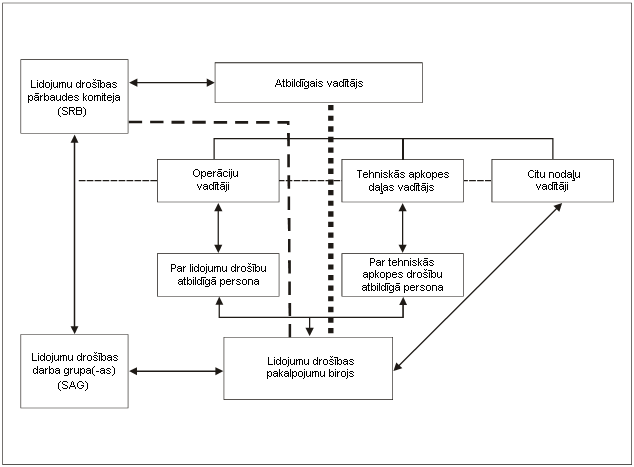 Lidojumu drošības
pārbaudes komiteja
(SRB)
Atbildīgais vadītājs
Operāciju
vadītāji
Tehniskās apkopes
daļas vadītājs
Citu nodaļu
vadītāji
Par lidojumu drošību
atbildīgā persona
Par tehniskās
apkopes drošību
atbildīgā persona
Lidojumu drošības
darba grupa(-as)
(SAG)
Lidojumu drošības
pakalpojumu birojs